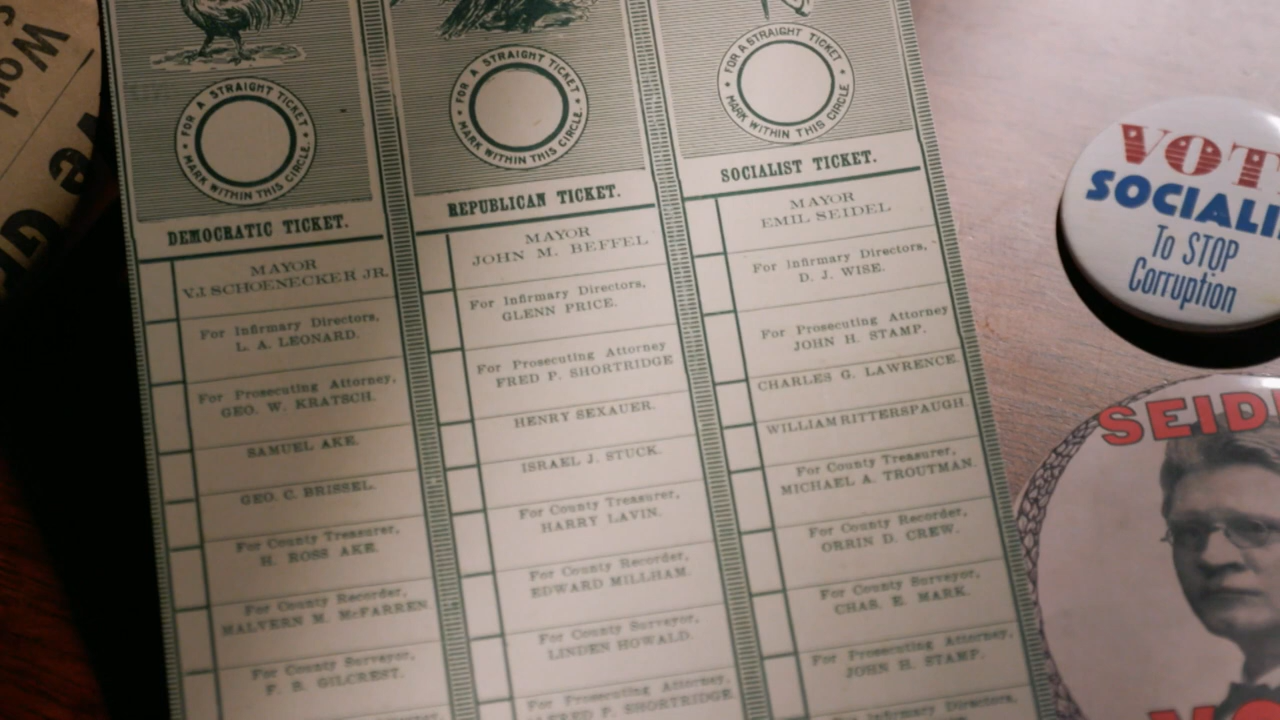 FOR A STRAIGHT TICKET
MARK WITHIN THIS CIRCLE.
DEMOCRATIC TICKET.
MAYOR
V.J. SCHOENECKER JR.
For Infirmary Directors,
L. A. LEONARD.
For Prosecuting Attorney,
GEO. W. KRATSCH.
SAMUEL AKE.
GEO. C. BRISSEL.
For County Treasurer,
H. ROSS AKE.
For County Recorder,
MALVERN M. McFARREN.
For County Surveyor,
F. B. GILCREST.
FOR A STRAIGHT TICKET
MARK WITHIN THIS CIRCLE.
REPUBLICAN TICKET.
MAYOR
JOHN M. BEFFEL
For Infirmary Directors,
GLENN PRICE.
For Prosecuting Attorney
FRED P. SHORTRIDGE
HENRY SEXAUER.
ISRAEL J. STUCK.
For County Treasurer,
HARRY LAVIN.
For County Recorder,
EDWARD MILLHAM.
For County Surveyor,
LINDEN HOWALD.
For Prosecuting Attorney,
FRED P. SHORTRIDGE.
FOR A STRAIGHT TICKET
MARK WITHIN THIS CIRCLE.
SOCIALIST TICKET.
MAYOR
EMIL SEIDEL
For Infirmary Directors,
D. J. WISE.
For Prosecuting Attorney
JOHN H. STAMP.
CHARLES G. LAWRENCE.
WILLIAM RITTERSPAUGH.
For County Treasurer,
MICHAEL A. TROUTMAN.
For County Recorder,
ORRIN D. CREW.
For County Surveyor,
CHAS. E. MARK.
For Prosecuting Attorney,
JOHN H. STAMP.
For Infirmary Directors,
VOT
SOCIALI
To STOP
Corruption
SEID